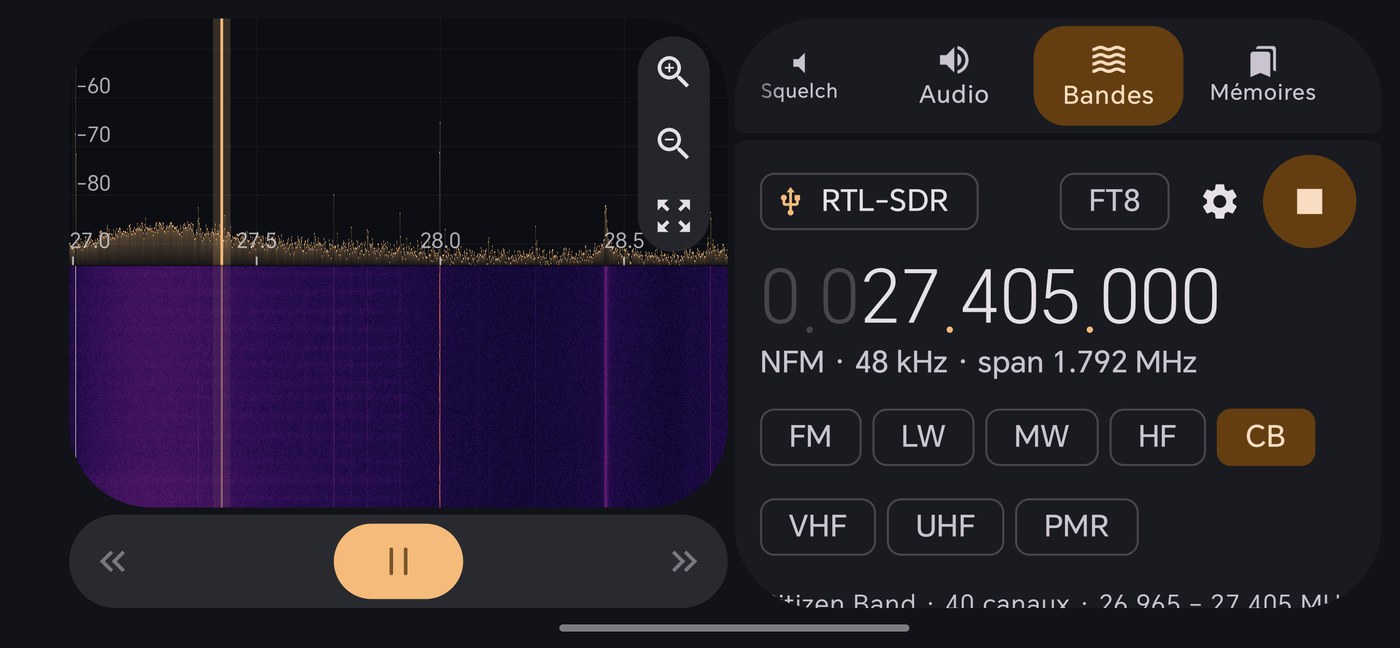 -60
-70
-80
27.0 27.5 28.0 28.5
Squelch Audio Bandes Mémoires
RTL-SDR FT8
0.027.405.000
NFM · 48 kHz · span 1.792 MHz
FM LW MW HF CB
VHF UHF PMR
itizen Band · 40 canaux · 26.965 – 27.405 MH